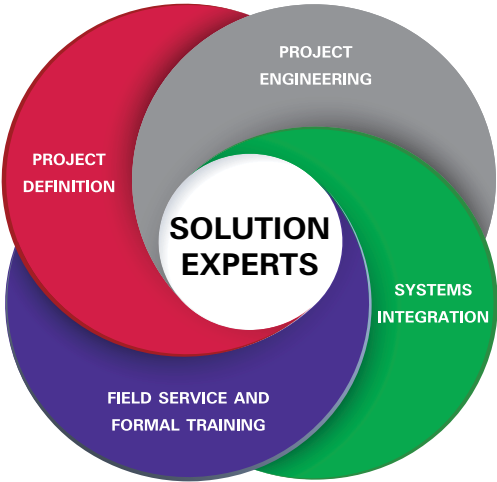 PROJECT
ENGINEERING
PROJECT
DEFINITION
SOLUTION
EXPERTS
SYSTEMS
INTEGRATION
FIELD SERVICE AND
FORMAL TRAINING